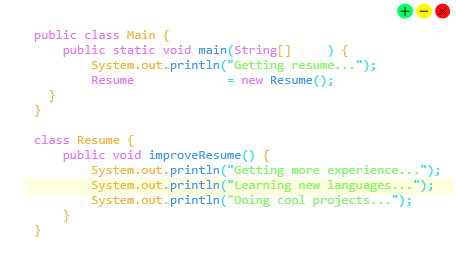 public class Main {
public static void main(String[] args) {
System.out.println("Getting resume...");
Resume = new Resume();
}
}
class Resume {
public void improveResume() {
System.out.println("Getting more experience...");
System.out.println("Learning new languages...");
System.out.println("Doing cool projects...");
}
}